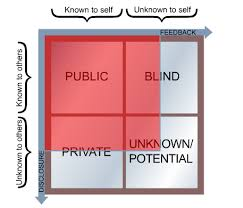 Known to self
Unknown to self
FEEDBACK
Known to others
PUBLIC
BLIND
Unknown to others
PRIVATE
UNKNOWN/
POTENTIAL
DISCLOSURE